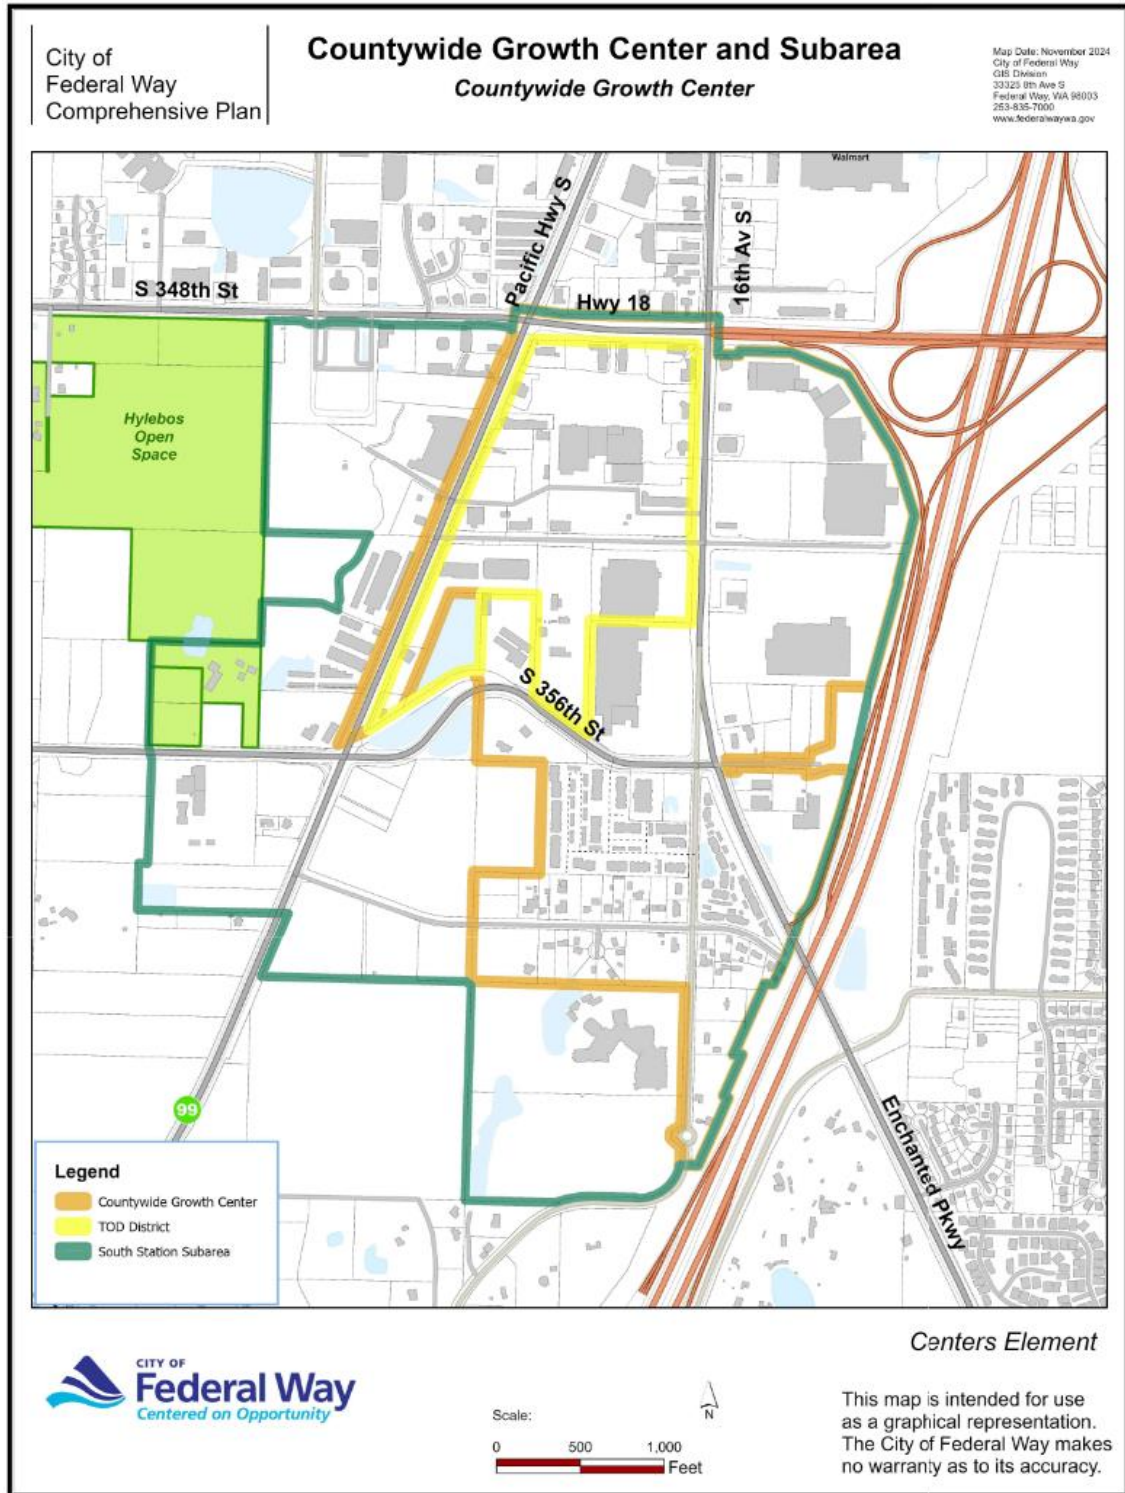 City of
Federal Way
Comprehensive Plan
Countywide Growth Center and Subarea
Countywide Growth Center
Map Date: November 2024
City of Federal Way
GIS Division
33325 8th Ave S
Federal Way, WA 98003
253-835-7000
www.federalwaywa.gov
Walmart
Pacific Hwy S
16th Av S
S 348th St
Hwy 18
Hylebos
Open
Space
S 356th St
99
Enchanted Pkwy
Legend
Countywide Growth Center
TOD District
South Station Subarea
Centers Element
CITY OF
Federal Way
Centered on Opportunity
Scale:
0 500 1,000
Feet
N
This map is intended for use
as a graphical representation.
The City of Federal Way makes
no warranty as to its accuracy.